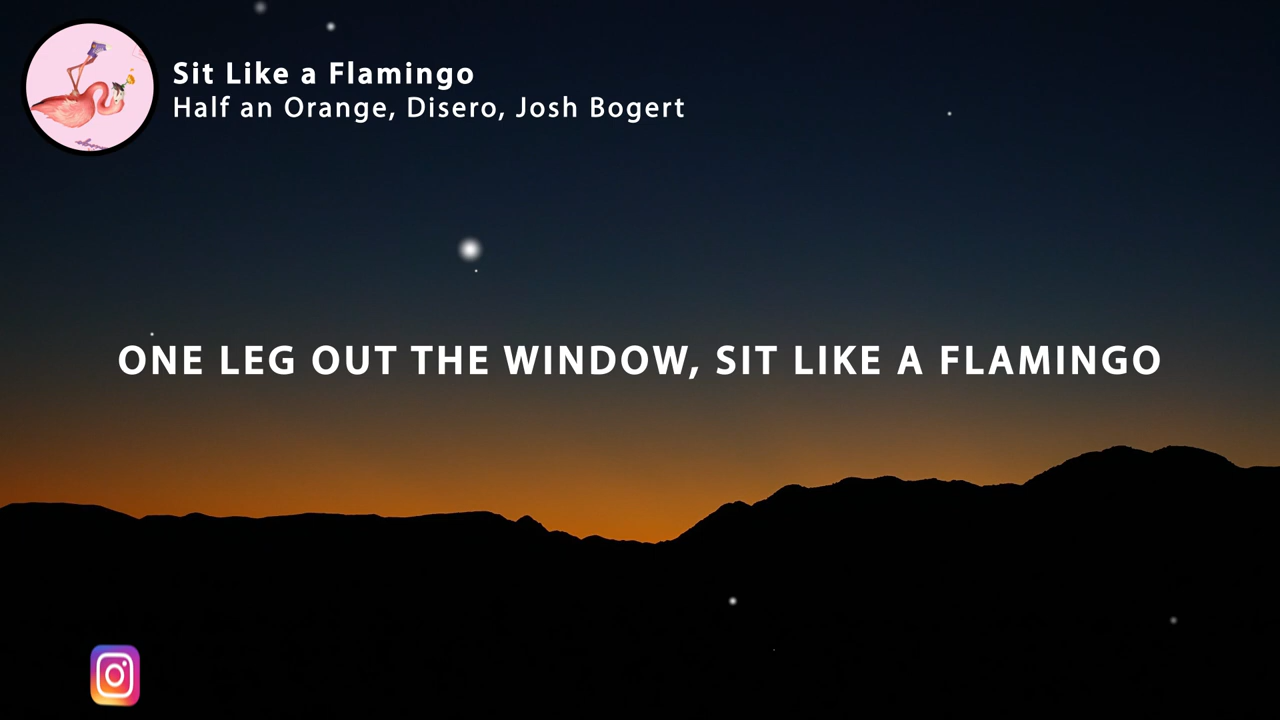 Sit Like a Flamingo
Half an Orange, Disero, Josh Bogert
ONE LEG OUT THE WINDOW, SIT LIKE A FLAMINGO